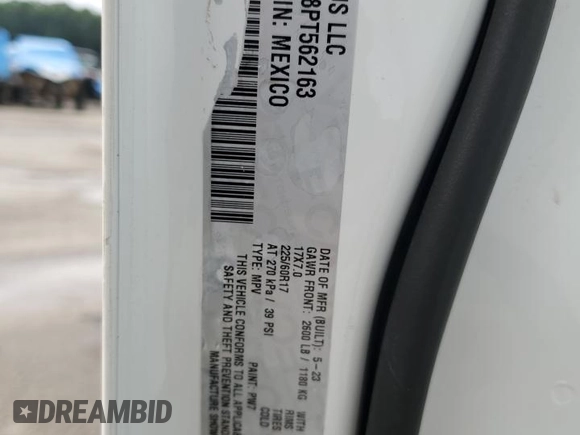 US LLC
8PT562163
IN: MEXICO
DATE OF MFR (BUILT): 5-23
GAWR FRONT: 2600 LB / 1180 KG WITH
17X7.0 RIMS
225/60R17 TIRES
AT 270 kPa / 39 PSI COLD
TYPE: MPV PAINT: PW7
THIS VEHICLE CONFORMS TO ALL APPLICA
SAFETY AND THEFT PREVENTION STAN
MANUFACTURE SHOW
DREAMBID